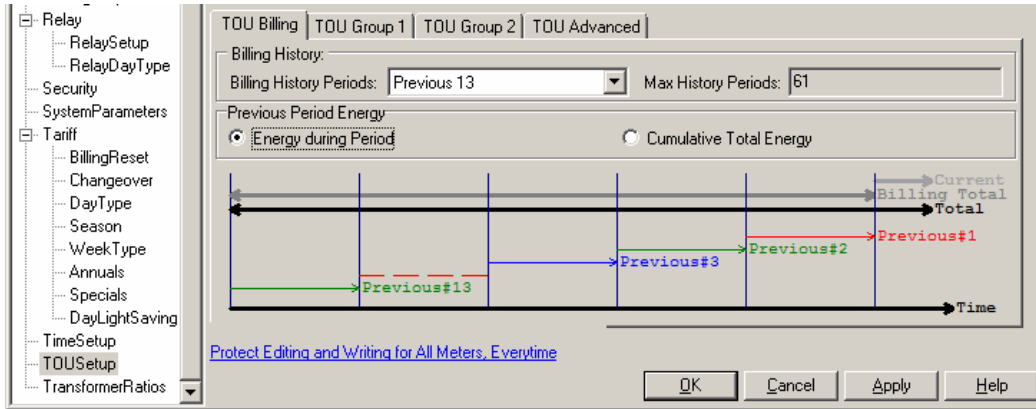 Relay
RelaySetup
RelayDayType
Security
SystemParameters
Tariff
BillingReset
Changeover
DayType
Season
WeekType
Annuals
Specials
DayLightSaving
TimeSetup
TOUSetup
TransformerRatios
TOU Billing TOU Group 1 TOU Group 2 TOU Advanced
Billing History:
Billing History Periods: Previous 13 Max History Periods: 61
Previous Period Energy
Energy during Period Cumulative Total Energy
Current
Billing Total
Total
Previous#1
Previous#2
Previous#3
Previous#13
Time
Protect Editing and Writing for All Meters, Everytime
OK Cancel Apply Help